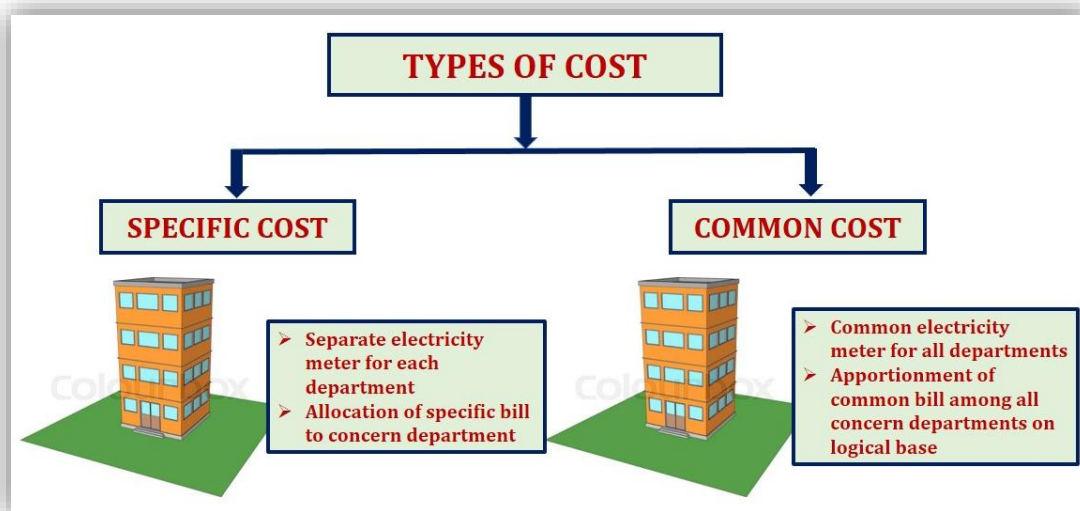 TYPES OF COST
SPECIFIC COST
COMMON COST
➢ Separate electricity
meter for each
department
➢ Allocation of specific bill
to concern department
➢ Common electricity
meter for all departments
➢ Apportionment of
common bill among all
concern departments on
logical base